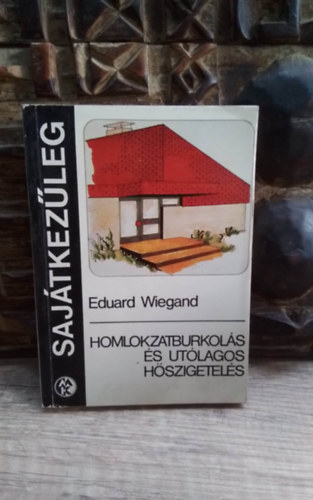 SAJÁTKEZŰLEG
Eduard Wiegand
HOMLOKZATBURKOLÁS
ÉS UTÓLAGOS
HŐSZIGETELÉS